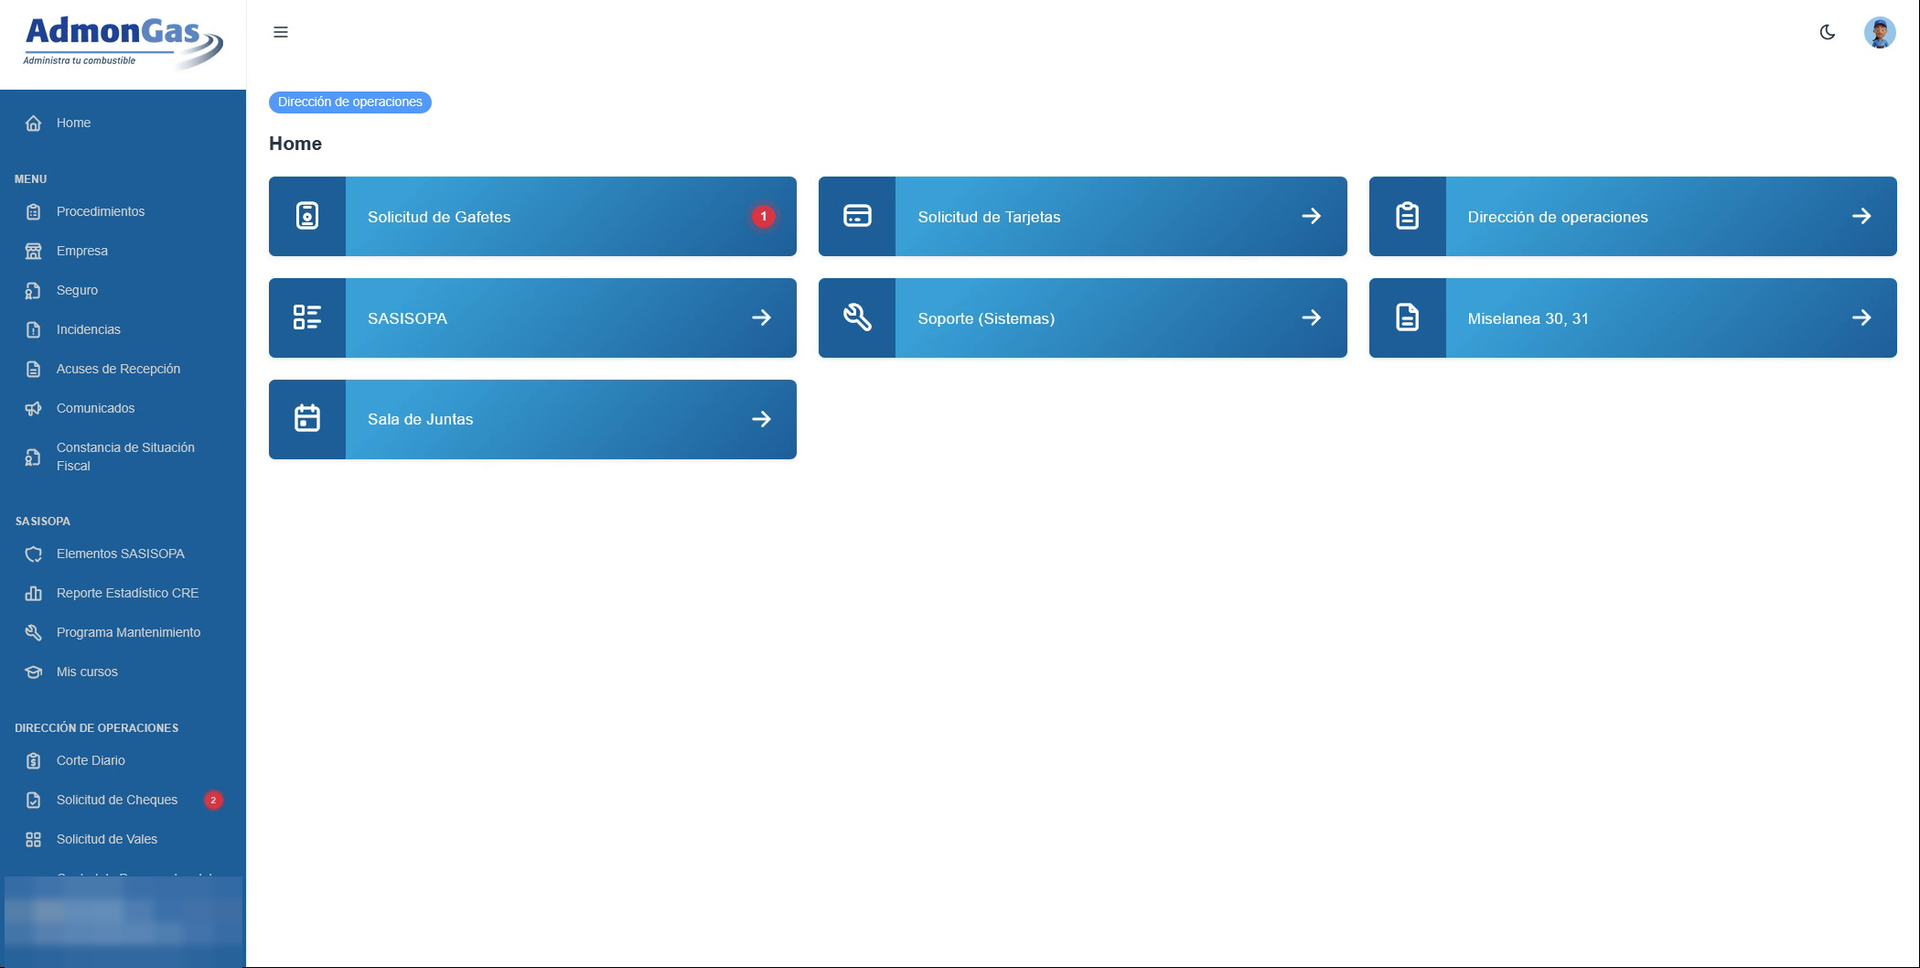 AdmonGas
Administra tu combustible
Home
MENU
Procedimientos
Empresa
Seguro
Incidencias
Acuses de Recepción
Comunicados
Constancia de Situación
Fiscal
SASISOPA
Elementos SASISOPA
Reporte Estadístico CRE
Programa Mantenimiento
Mis cursos
DIRECCIÓN DE OPERACIONES
Corte Diario
Solicitud de Cheques 2
Solicitud de Vales
Dirección de operaciones
Home
Solicitud de Gafetes 1
Solicitud de Tarjetas
Dirección de operaciones
SASISOPA
Soporte (Sistemas)
Miselanea 30, 31
Sala de Juntas